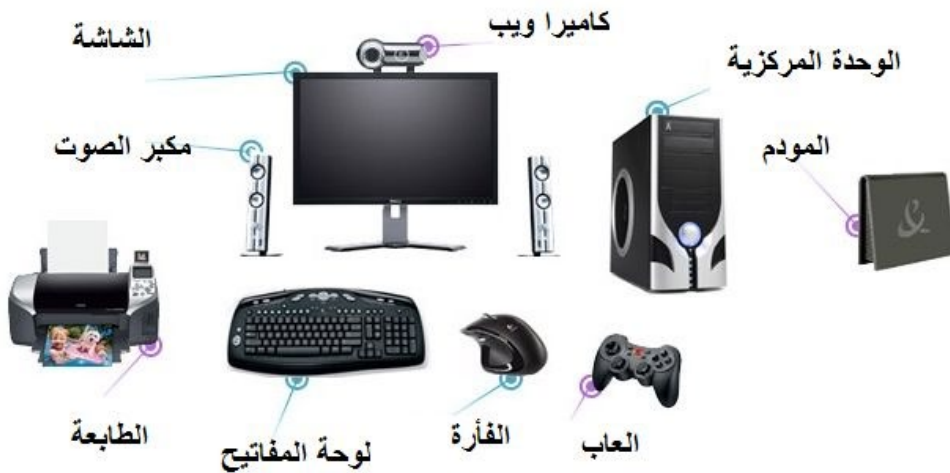 كاميرا ويب
الشاشة
الوحدة المركزية
مكبر الصوت
المودم
الطابعة
لوحة المفاتيح
الفأرة
العاب